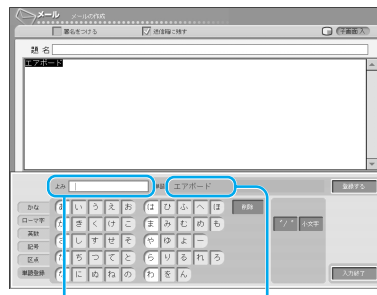 メール メールの作成
署名をつける 送信箱に残す 子画面 入
題 名
エアボード
よみ 単語 エアボード 登録する
かな あ い う え お は ひ ふ へ ほ 削除
ローマ字 か き く け こ ま み む め も ゛/゜ 小文字
英数 さ し す せ そ や ゆ よ ー
記号
区点 た ち つ て と ら り る れ ろ
単語登録 な に ぬ ね の わ を ん 入力終了